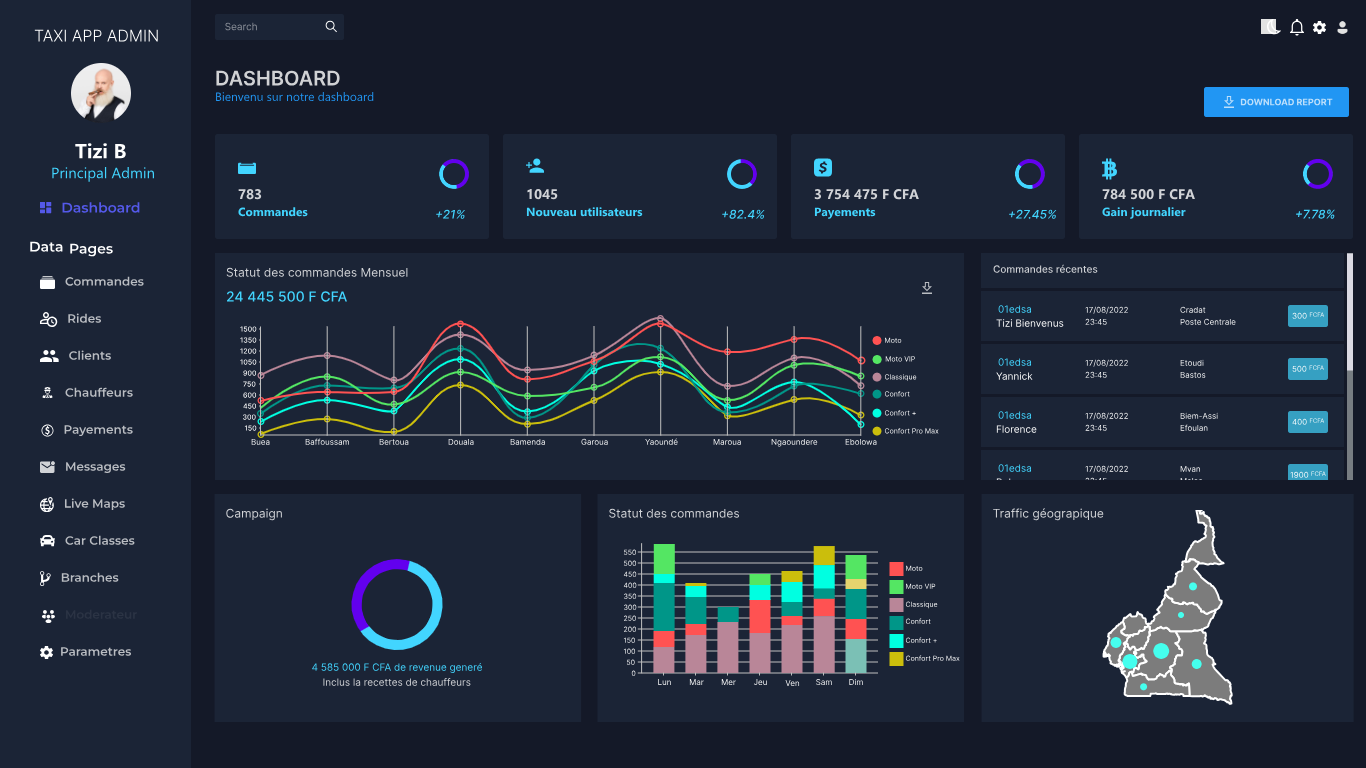 TAXI APP ADMIN
Tizi B
Principal Admin
Dashboard
Data Pages
Commandes
Rides
Clients
Chauffeurs
Payements
Messages
Live Maps
Car Classes
Branches
Moderateur
Parametres
Search
DASHBOARD
Bienvenu sur notre dashboard
DOWNLOAD REPORT
783
Commandes
+21%
1045
Nouveau utilisateurs
+82.4%
3 754 475 F CFA
Payements
+27.45%
784 500 F CFA
Gain journalier
+7.78%
Statut des commandes Mensuel
24 445 500 F CFA
1500
1350
1200
1050
900
750
600
450
300
150
Buea Baffoussam Bertoua Douala Bamenda Garoua Yaoundé Maroua Ngaoundere Ebolowa
Moto
Moto VIP
Classique
Confort
Confort +
Confort Pro Max
Commandes récentes
01edsa 17/08/2022 Cradat
Tizi Bienvenus 23:45 Poste Centrale
300 FCFA
01edsa 17/08/2022 Etoudi
Yannick 23:45 Bastos
500 FCFA
01edsa 17/08/2022 Biem-Assi
Florence 23:45 Efoulan
400 FCFA
01edsa 17/08/2022 Mvan
1900 FCFA
Campaign
4 585 000 F CFA de revenue generé
Inclus la recettes de chauffeurs
Statut des commandes
550
500
450
400
350
300
250
200
150
100
50
0
Lun Mar Mer Jeu Ven Sam Dim
Moto
Moto VIP
Classique
Confort
Confort +
Confort Pro Max
Traffic géograpique